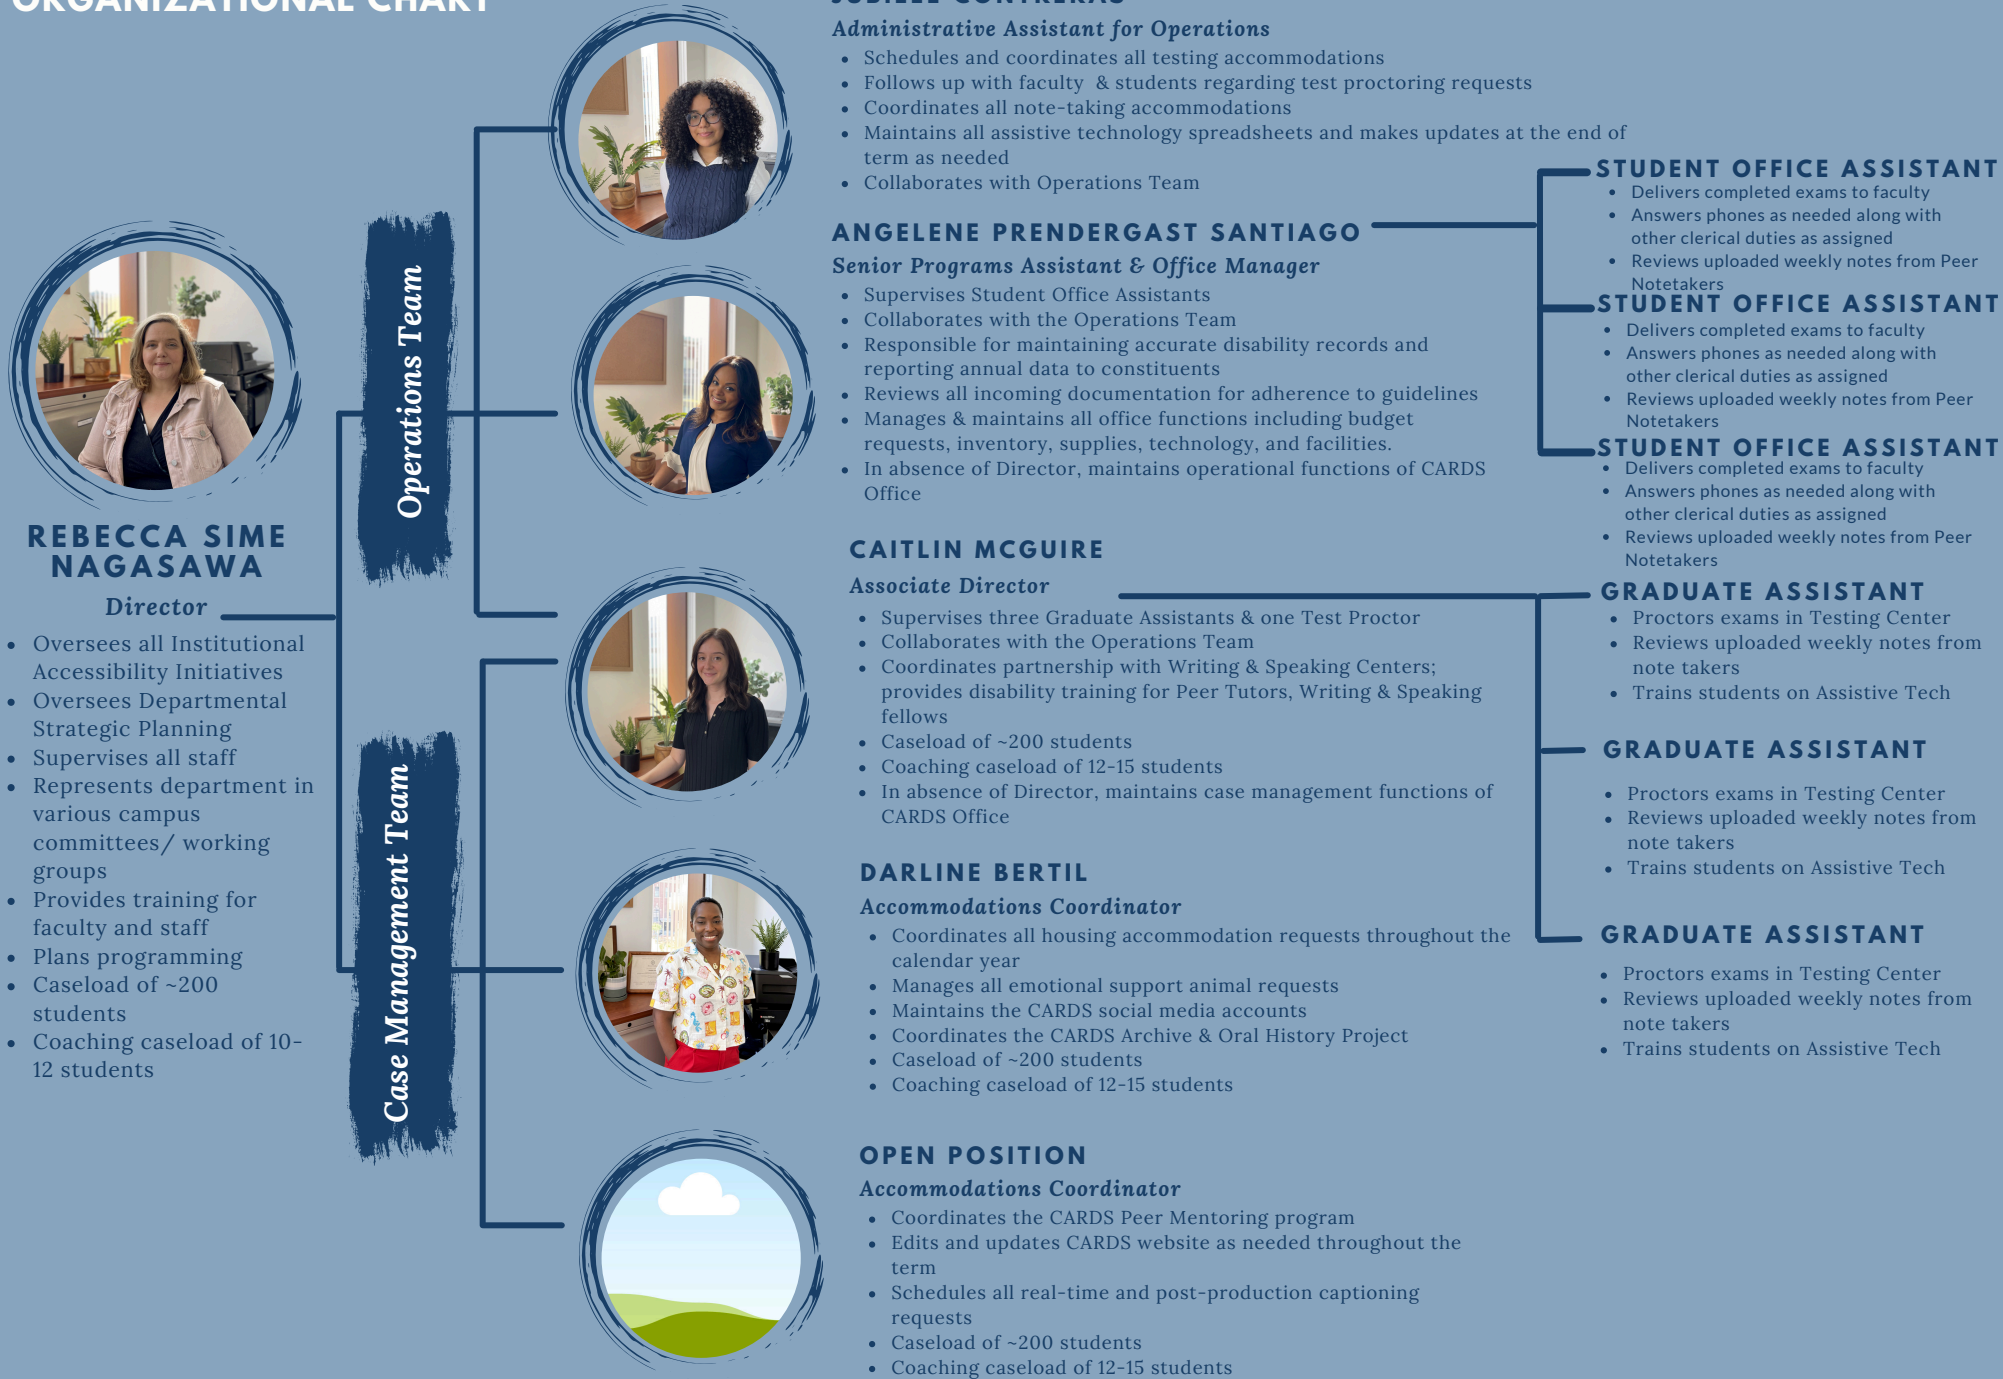 ORGANIZATIONAL CHART
REBECCA SIME
NAGASAWA
Director
• Oversees all Institutional
Accessibility Initiatives
• Oversees Departmental
Strategic Planning
• Supervises all staff
• Represents department in
various campus
committees/ working
groups
• Provides training for
faculty and staff
• Plans programming
• Caseload of ~200
students
• Coaching caseload of 10-
12 students
Operations Team
Case Management Team
CONTRERAS
Administrative Assistant for Operations
• Schedules and coordinates all testing accommodations
• Follows up with faculty & students regarding test proctoring requests
• Coordinates all note-taking accommodations
• Maintains all assistive technology spreadsheets and makes updates at the end of
term as needed
• Collaborates with Operations Team
ANGELENE PRENDERGAST SANTIAGO
Senior Programs Assistant & Office Manager
• Supervises Student Office Assistants
• Collaborates with the Operations Team
• Responsible for maintaining accurate disability records and
reporting annual data to constituents
• Reviews all incoming documentation for adherence to guidelines
• Manages & maintains all office functions including budget
requests, inventory, supplies, technology, and facilities.
• In absence of Director, maintains operational functions of CARDS
Office
CAITLIN MCGUIRE
Associate Director
• Supervises three Graduate Assistants & one Test Proctor
• Collaborates with the Operations Team
• Coordinates partnership with Writing & Speaking Centers;
provides disability training for Peer Tutors, Writing & Speaking
fellows
• Caseload of ~200 students
• Coaching caseload of 12-15 students
• In absence of Director, maintains case management functions of
CARDS Office
DARLINE BERTIL
Accommodations Coordinator
• Coordinates all housing accommodation requests throughout the
calendar year
• Manages all emotional support animal requests
• Maintains the CARDS social media accounts
• Coordinates the CARDS Archive & Oral History Project
• Caseload of ~200 students
• Coaching caseload of 12-15 students
OPEN POSITION
Accommodations Coordinator
• Coordinates the CARDS Peer Mentoring program
• Edits and updates CARDS website as needed throughout the
term
• Schedules all real-time and post-production captioning
requests
• Caseload of ~200 students
• Coaching caseload of 12-15 students
STUDENT OFFICE ASSISTANT
• Delivers completed exams to faculty
• Answers phones as needed along with
other clerical duties as assigned
• Reviews uploaded weekly notes from Peer
Notetakers
STUDENT OFFICE ASSISTANT
• Delivers completed exams to faculty
• Answers phones as needed along with
other clerical duties as assigned
• Reviews uploaded weekly notes from Peer
Notetakers
STUDENT OFFICE ASSISTANT
• Delivers completed exams to faculty
• Answers phones as needed along with
other clerical duties as assigned
• Reviews uploaded weekly notes from Peer
Notetakers
GRADUATE ASSISTANT
• Proctors exams in Testing Center
• Reviews uploaded weekly notes from
note takers
• Trains students on Assistive Tech
GRADUATE ASSISTANT
• Proctors exams in Testing Center
• Reviews uploaded weekly notes from
note takers
• Trains students on Assistive Tech
GRADUATE ASSISTANT
• Proctors exams in Testing Center
• Reviews uploaded weekly notes from
note takers
• Trains students on Assistive Tech